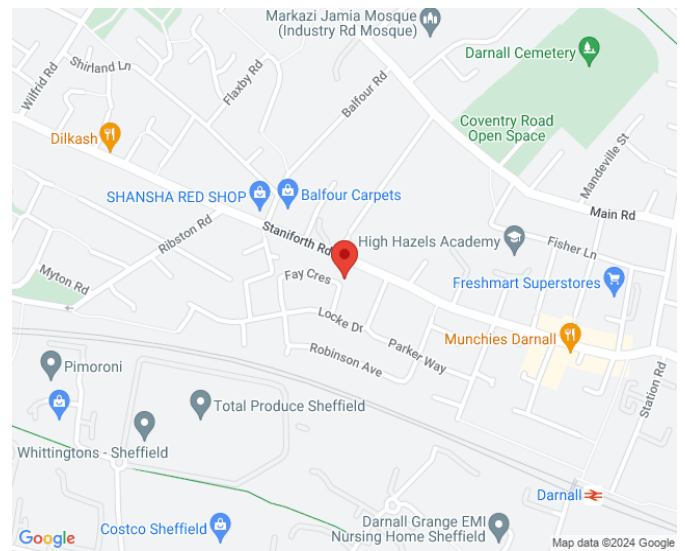 Markazi Jamia Mosque
(Industry Rd Mosque)
Darnall Cemetery
Wilfrid Rd
Shirland Ln
Flaxby Rd
Balfour Rd
Coventry Road
Open Space
Mandeville St
Dilkash
SHANSHA RED SHOP
Balfour Carpets
Main Rd
Ribston Rd
Staniforth Rd
High Hazels Academy
Fisher Ln
Myton Rd
Fay Cres
Freshmart Superstores
Locke Dr
Munchies Darnall
Parker Way
Robinson Ave
Pimoroni
Station Rd
Total Produce Sheffield
Whittingtons - Sheffield
Darnall
Costco Sheffield
Darnall Grange EMI
Nursing Home Sheffield
Google
Map data ©2024 Google